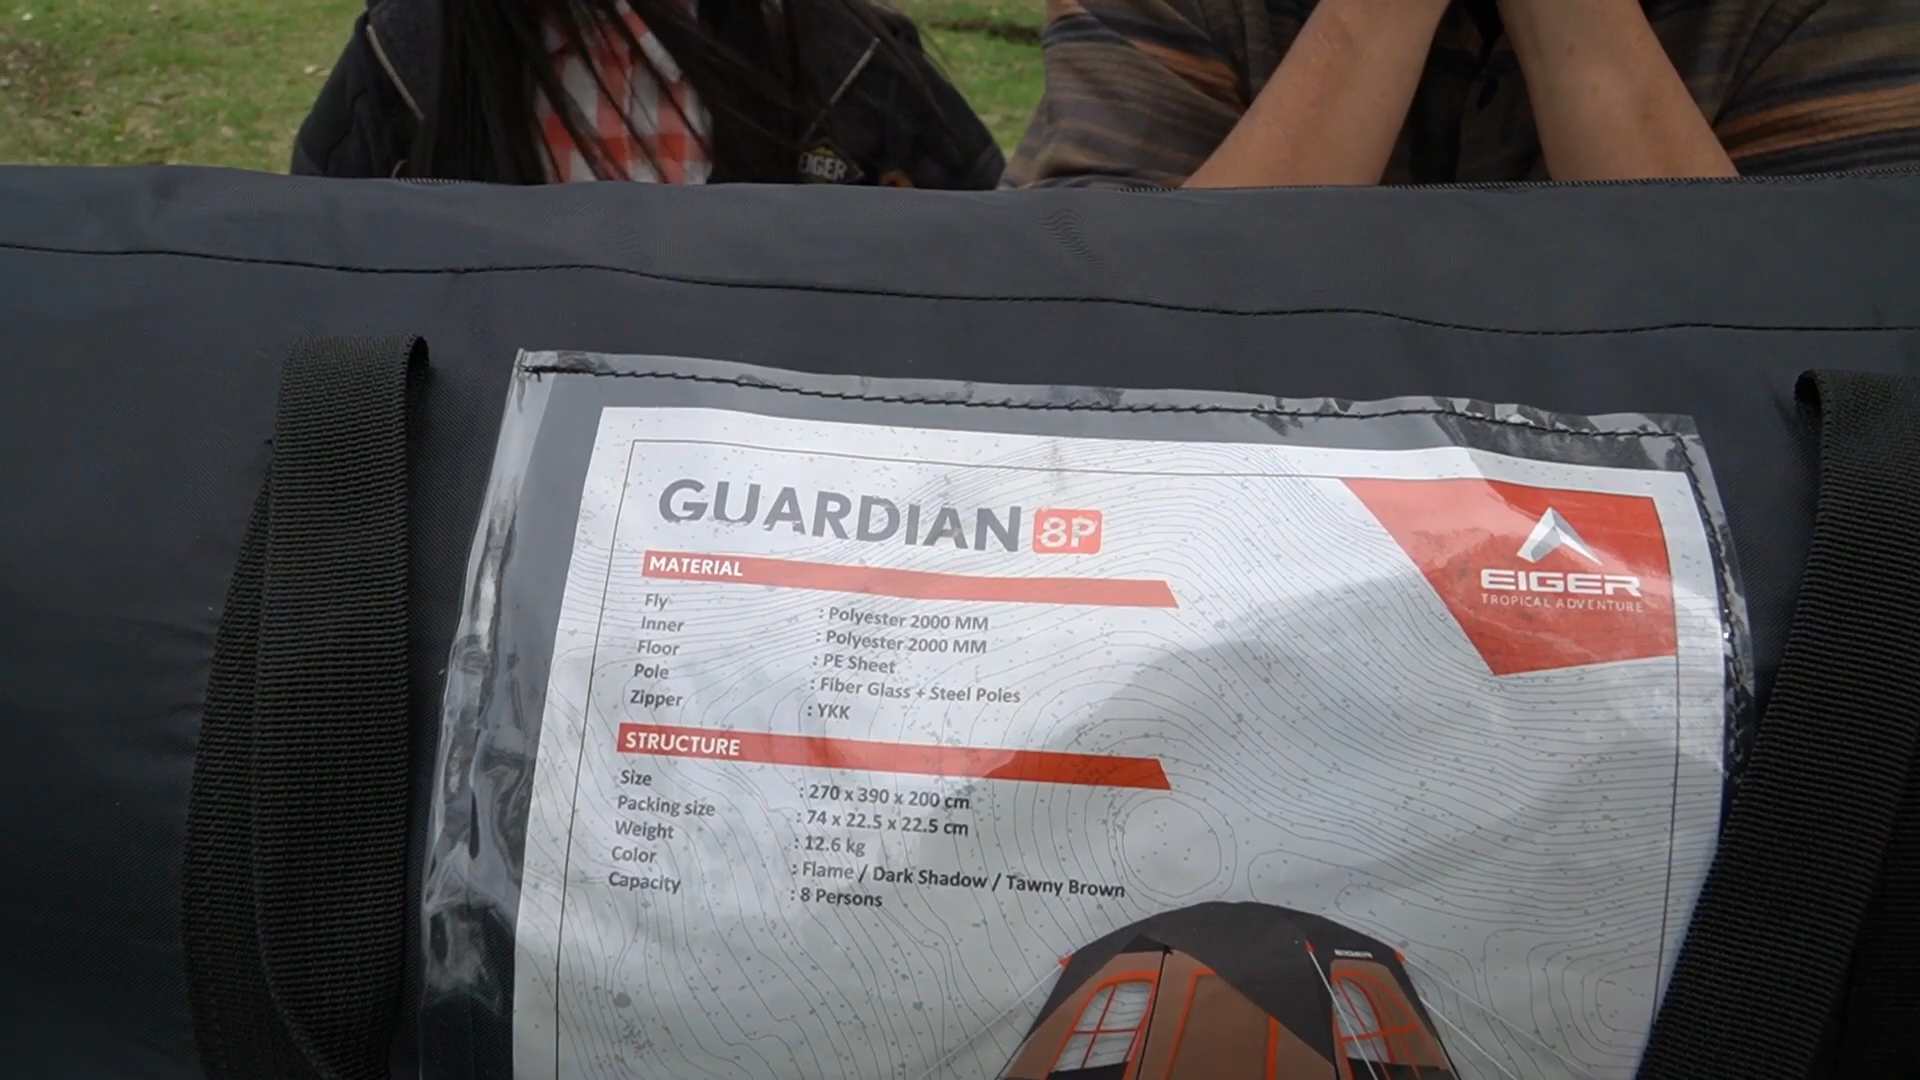 EIGER
GUARDIAN 8P
EIGER
TROPICAL ADVENTURE
MATERIAL
Fly : Polyester 2000 MM
Inner : Polyester 2000 MM
Floor : PE Sheet
Pole : Fiber Glass + Steel Poles
Zipper : YKK
STRUCTURE
Size : 270 x 390 x 200 cm
Packing size : 74 x 22.5 x 22.5 cm
Weight : 12.6 kg
Color : Flame / Dark Shadow / Tawny Brown
Capacity : 8 Persons
EIGER